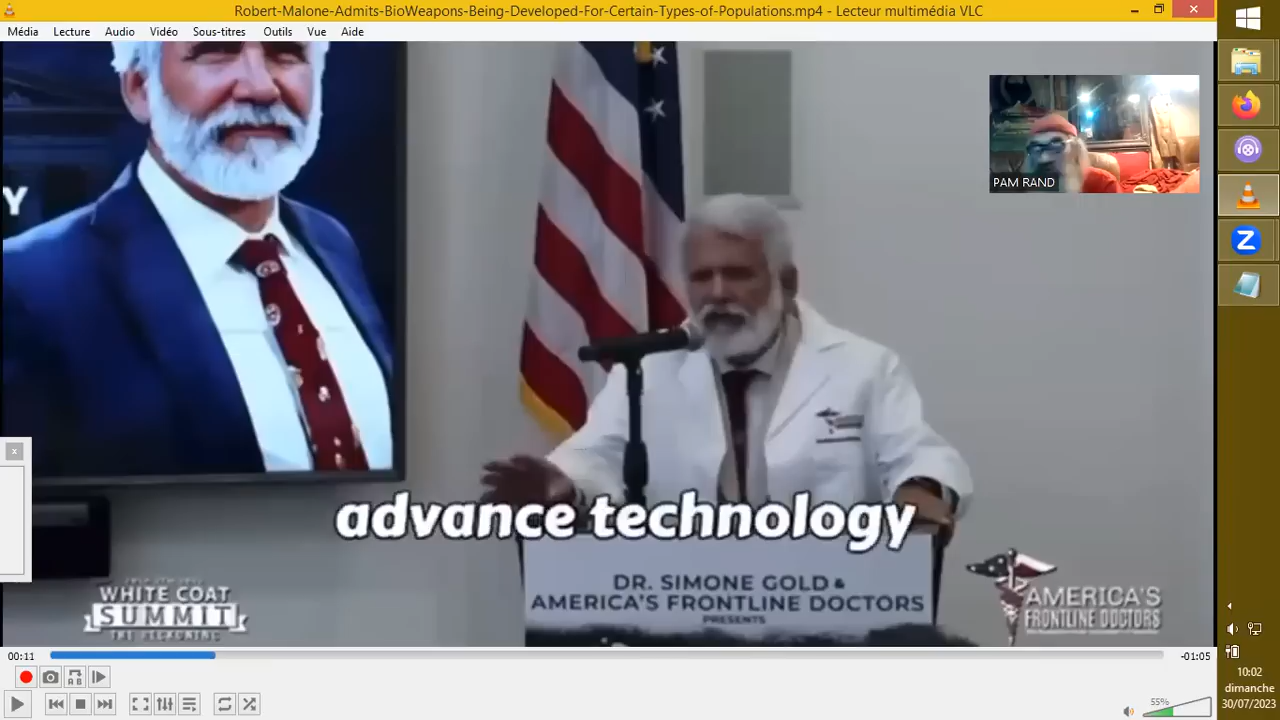 Robert-Malone-Admits-BioWeapons-Being-Developed-For-Certain-Types-of-Populations.mp4 - Lecteur multimédia VLC
Média Lecture Audio Vidéo Sous-titres Outils Vue Aide
Y
PAM RAND
advance technology
DR. SIMONE GOLD &
AMERICA'S FRONTLINE DOCTORS
PRESENTS
WHITE COAT
SUMMIT
THE RECKONING
AMERICA'S
FRONTLINE DOCTORS
00:11
-01:05
55%
10:02
dimanche
30/07/2023